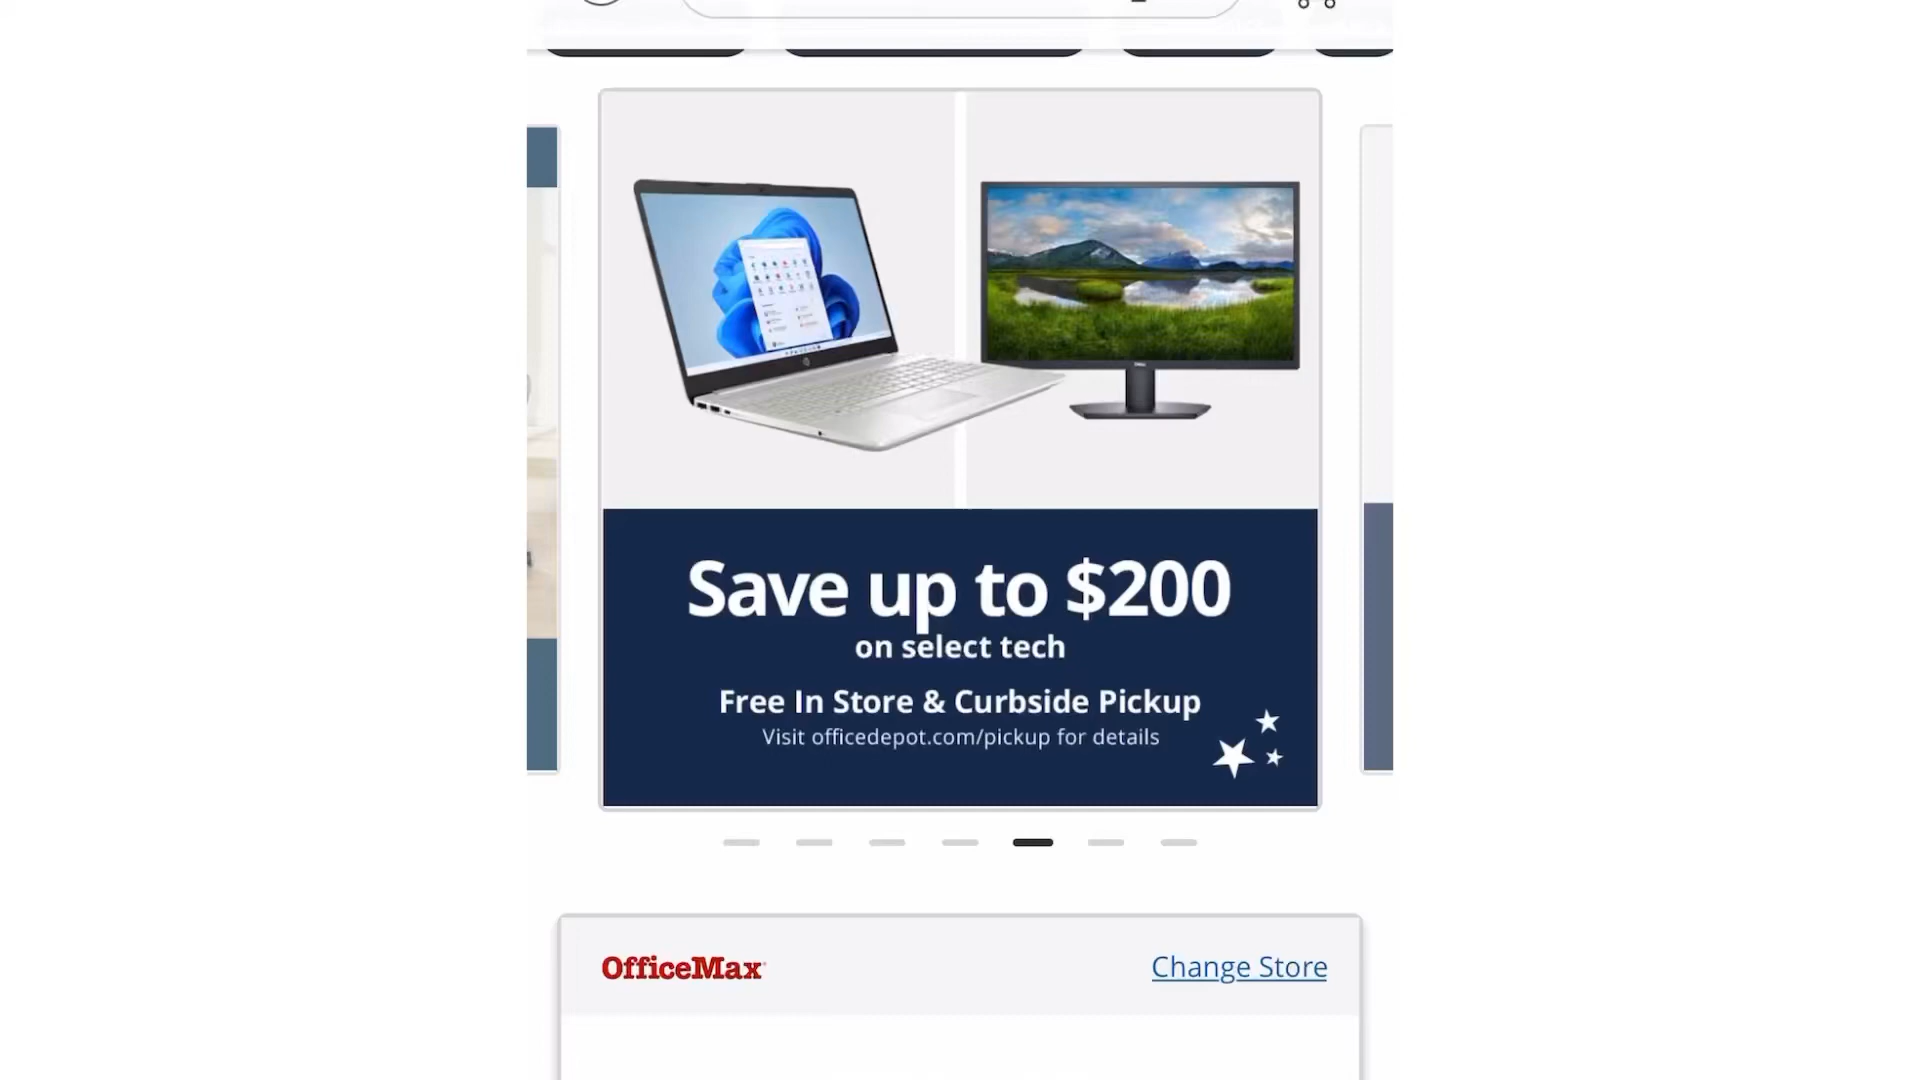 Save up to $200
on select tech
Free In Store & Curbside Pickup
Visit officedepot.com/pickup for details
OfficeMax
Change Store